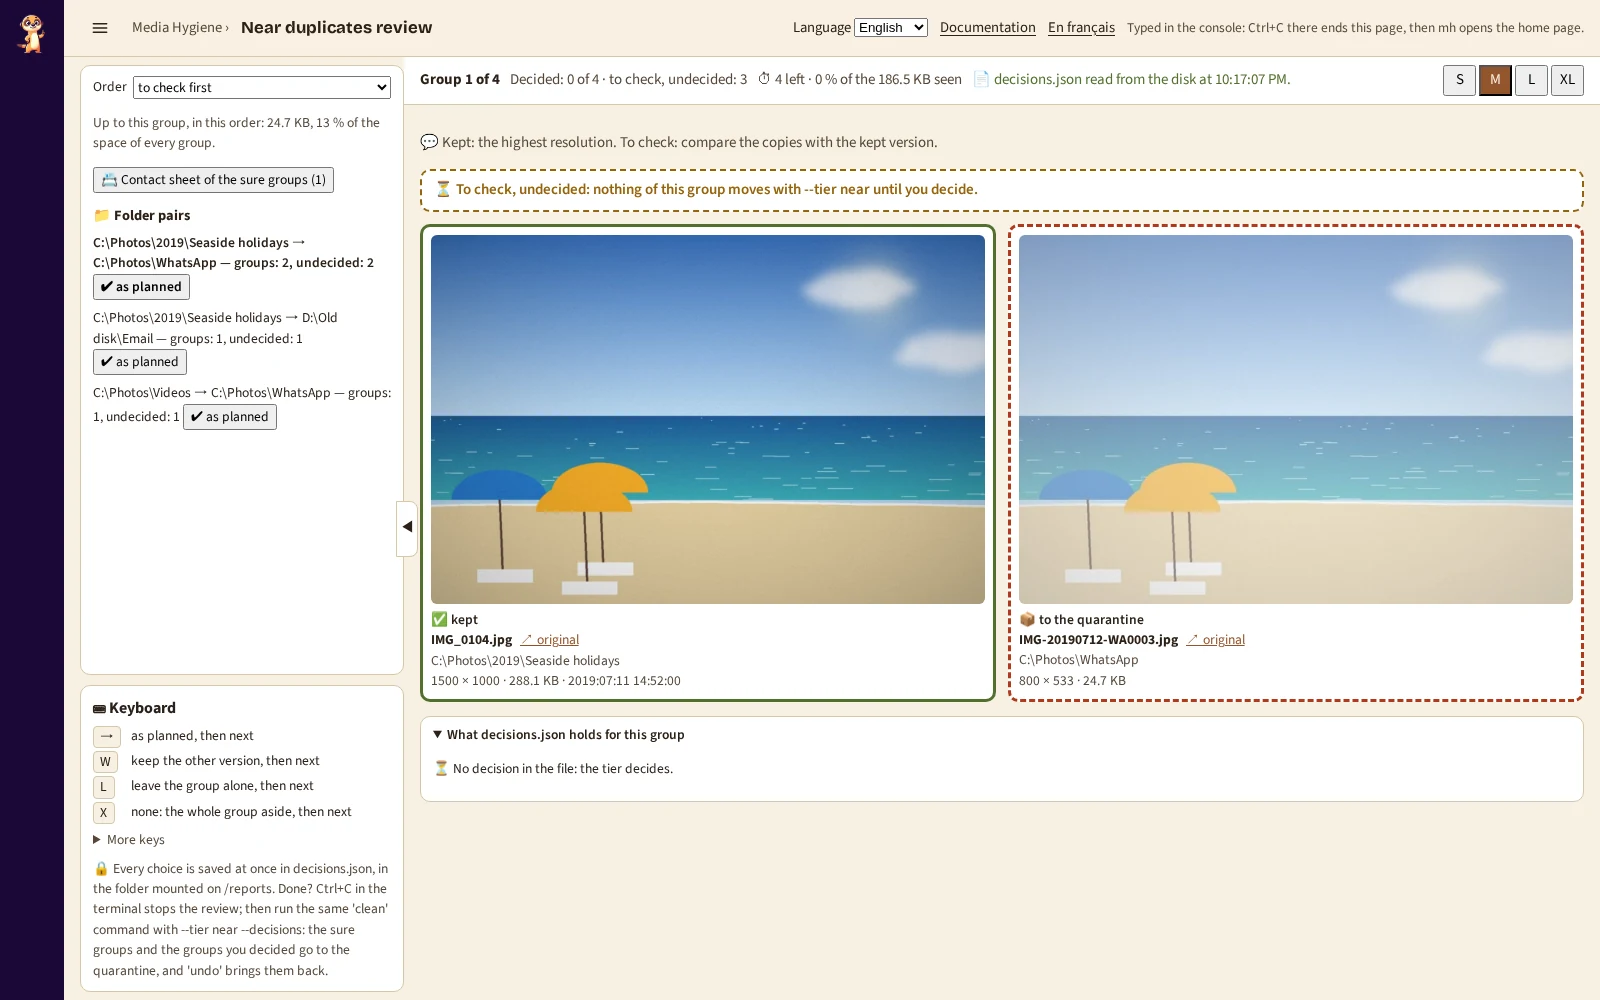 Media Hygiene › Near duplicates review
Language English Documentation En français Typed in the console: Ctrl+C there ends this page, then mh opens the home page.
Order to check first
Up to this group, in this order: 24.7 KB, 13 % of the
space of every group.
📇 Contact sheet of the sure groups (1)
📁 Folder pairs
C:\Photos\2019\Seaside holidays →
C:\Photos\WhatsApp — groups: 2, undecided: 2
✔ as planned
C:\Photos\2019\Seaside holidays → D:\Old
disk\Email — groups: 1, undecided: 1
✔ as planned
C:\Photos\Videos → C:\Photos\WhatsApp — groups:
1, undecided: 1 ✔ as planned
⌨ Keyboard
→ as planned, then next
W keep the other version, then next
L leave the group alone, then next
X none: the whole group aside, then next
▶ More keys
🔒 Every choice is saved at once in decisions.json, in
the folder mounted on /reports. Done? Ctrl+C in the
terminal stops the review; then run the same 'clean'
command with --tier near --decisions: the sure
groups and the groups you decided go to the
quarantine, and 'undo' brings them back.
Group 1 of 4 Decided: 0 of 4 · to check, undecided: 3 ⏱ 4 left · 0 % of the 186.5 KB seen 📄 decisions.json read from the disk at 10:17:07 PM.
S M L XL
💬 Kept: the highest resolution. To check: compare the copies with the kept version.
⏳ To check, undecided: nothing of this group moves with --tier near until you decide.
✅ kept
IMG_0104.jpg ↗ original
C:\Photos\2019\Seaside holidays
1500 × 1000 · 288.1 KB · 2019:07:11 14:52:00
📦 to the quarantine
IMG-20190712-WA0003.jpg ↗ original
C:\Photos\WhatsApp
800 × 533 · 24.7 KB
▼ What decisions.json holds for this group
⏳ No decision in the file: the tier decides.